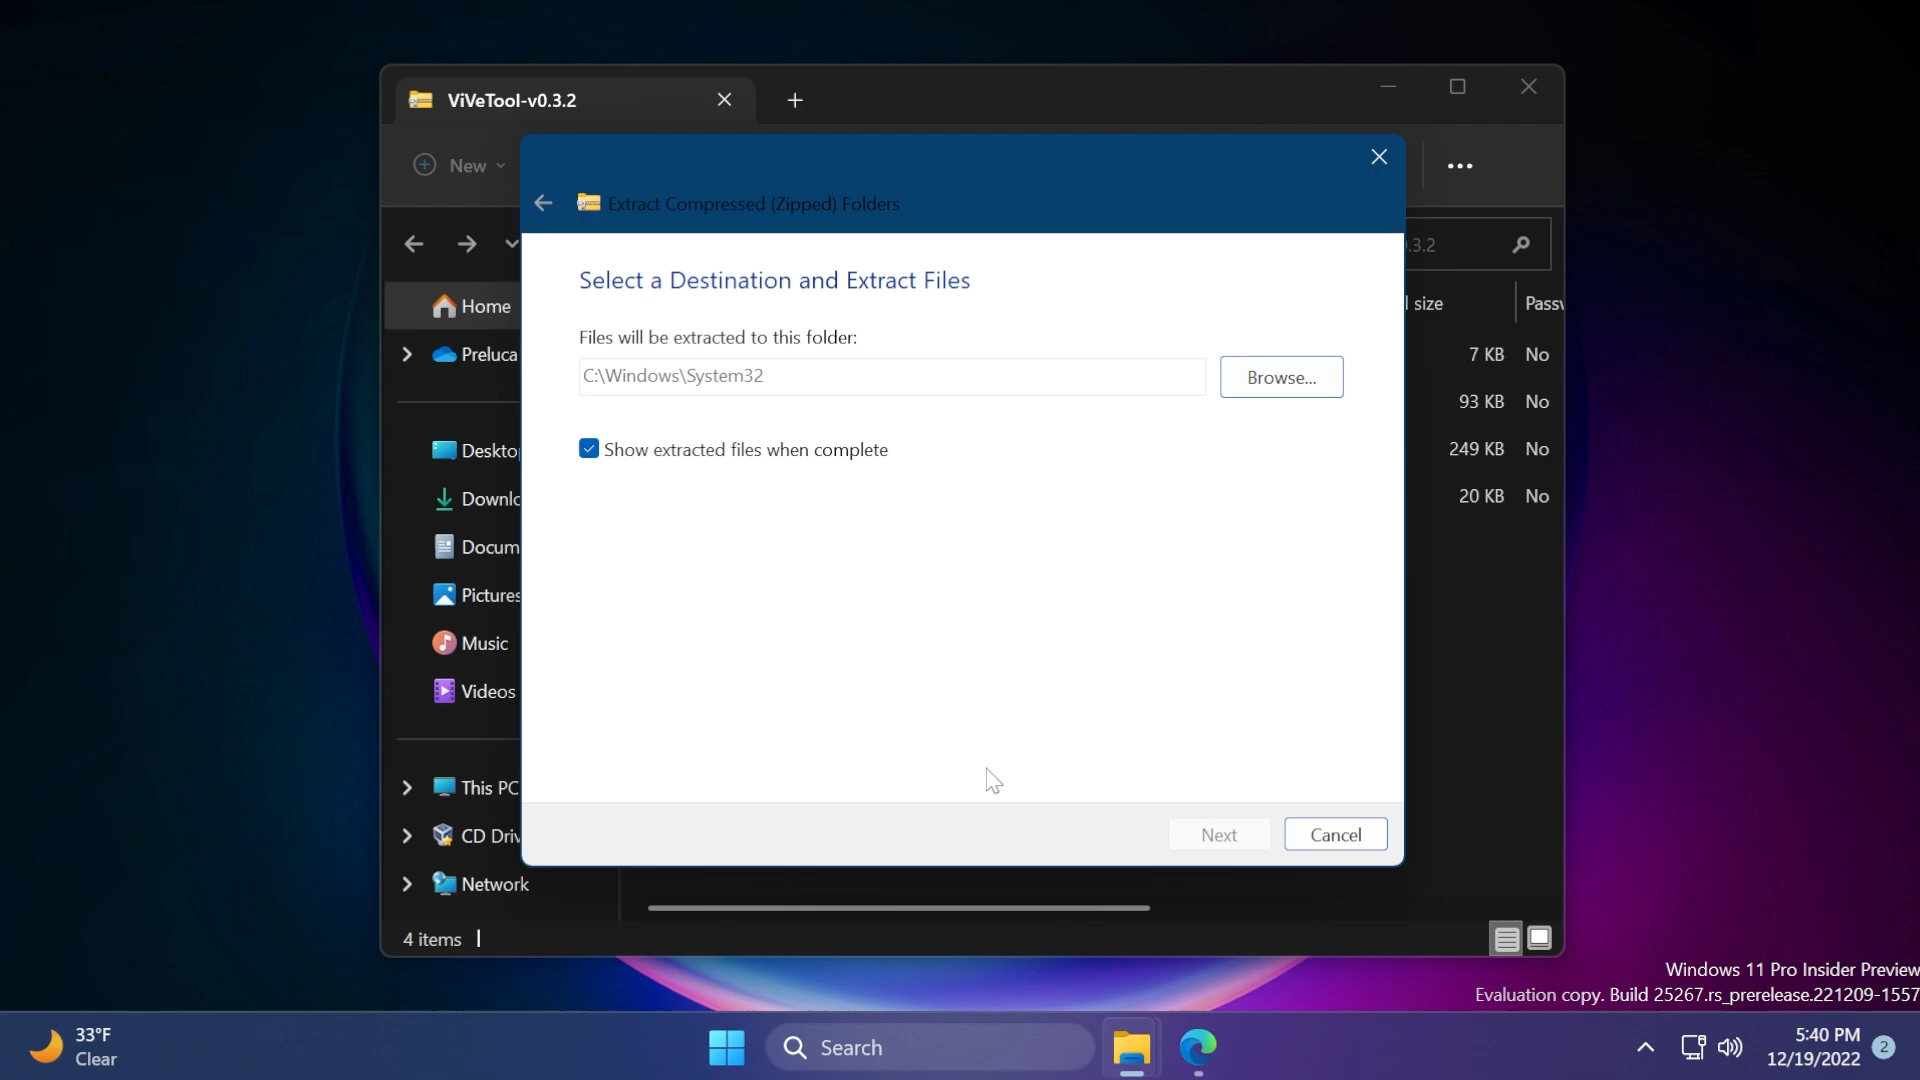 ViVeTool-v0.3.2
New
Extract Compressed (Zipped) Folders
.3.2
Select a Destination and Extract Files
Files will be extracted to this folder:
C:\Windows\System32
Browse...
Show extracted files when complete
Next
Cancel
Home
Preluca
Deskto
Downlo
Docum
Pictures
Music
Videos
This PC
CD Driv
Network
size
Passw
7 KB No
93 KB No
249 KB No
20 KB No
4 items
Windows 11 Pro Insider Preview
Evaluation copy. Build 25267.rs_prerelease.221209-1557
33°F
Clear
Search
5:40 PM
12/19/2022
2